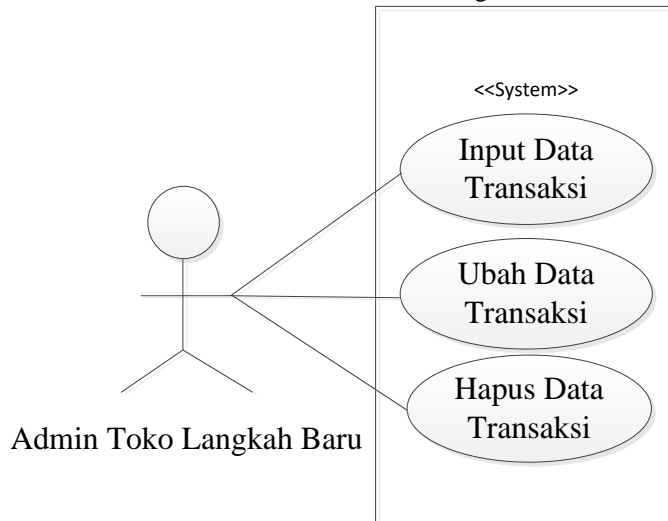 <<System>>
Input Data
Transaksi
Ubah Data
Transaksi
Hapus Data
Transaksi
Admin Toko Langkah Baru